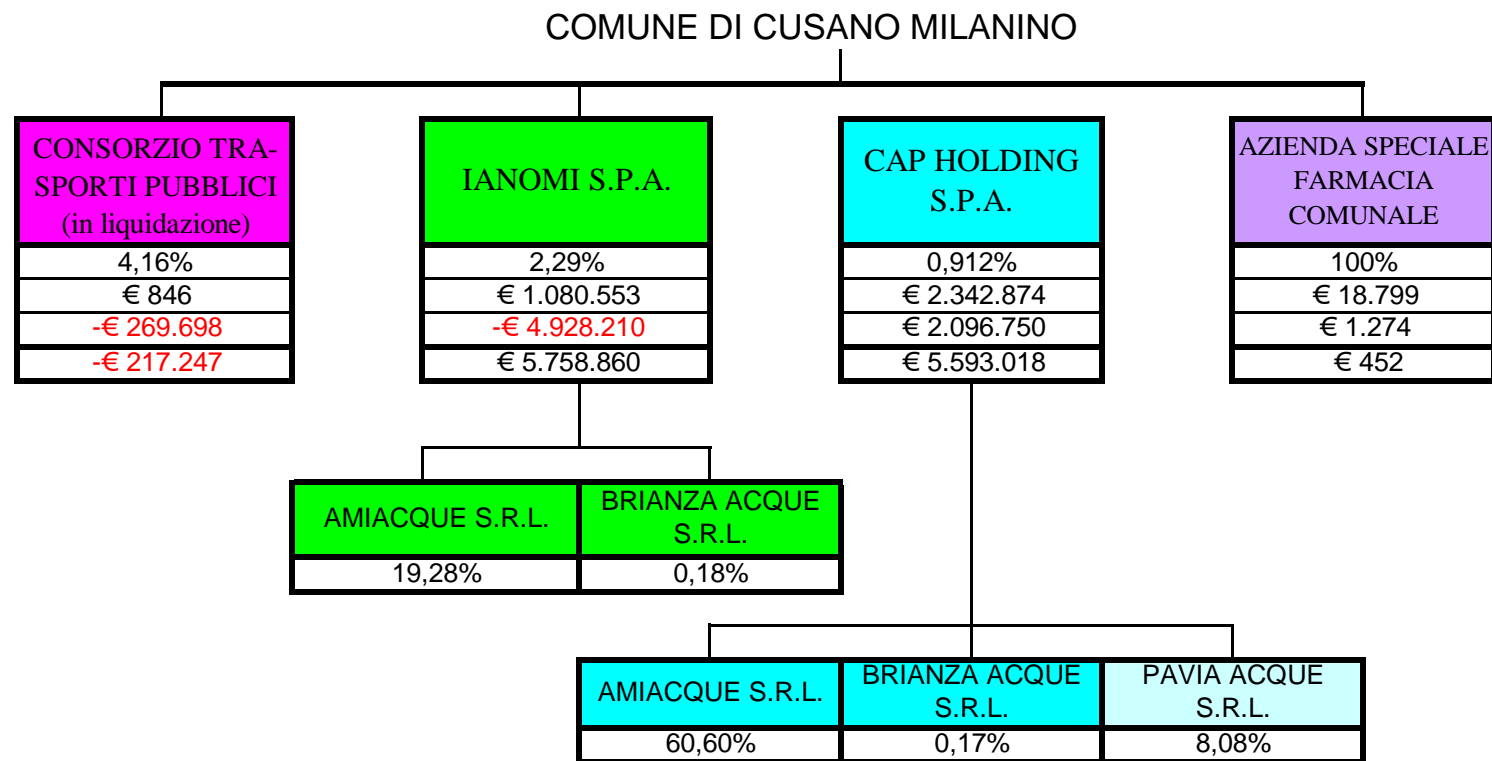 COMUNE DI CUSANO MILANINO
CONSORZIO TRA-
SPORTI PUBBLICI
(in liquidazione)
4,16%
€ 846
-€ 269.698
-€ 217.247
IANOMI S.P.A.
2,29%
€ 1.080.553
-€ 4.928.210
€ 5.758.860
CAP HOLDING
S.P.A.
0,912%
€ 2.342.874
€ 2.096.750
€ 5.593.018
AZIENDA SPECIALE
FARMACIA
COMUNALE
100%
€ 18.799
€ 1.274
€ 452
AMIACQUE S.R.L.
19,28%
BRIANZA ACQUE
S.R.L.
0,18%
AMIACQUE S.R.L.
60,60%
BRIANZA ACQUE
S.R.L.
0,17%
PAVIA ACQUE
S.R.L.
8,08%